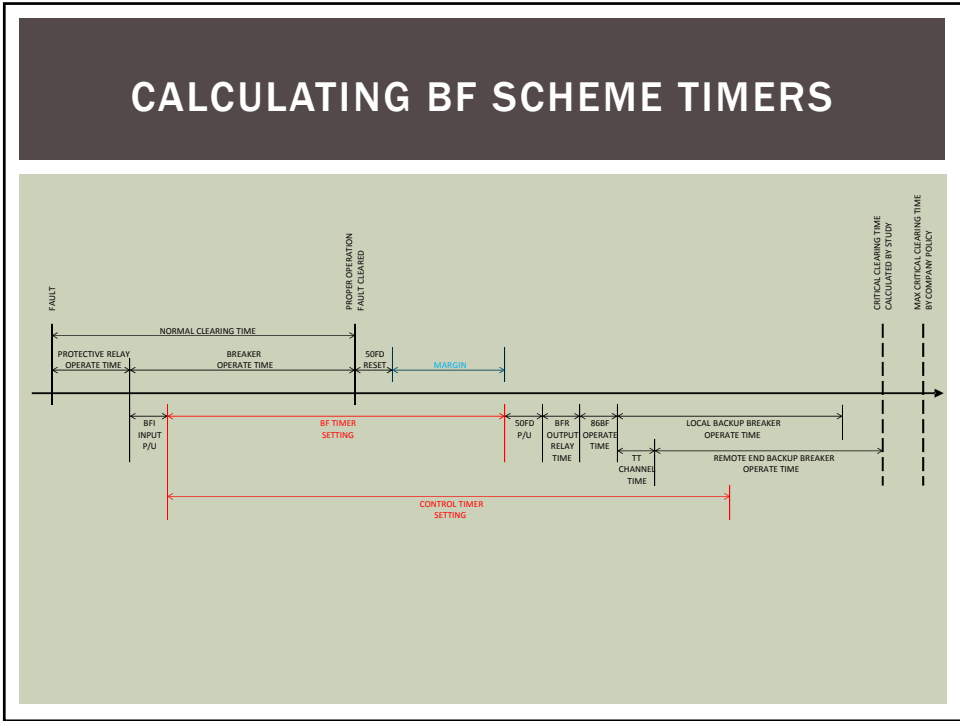 CALCULATING BF SCHEME TIMERS
FAULT
PROPER OPERATION
FAULT CLEARED
CRITICAL CLEARING TIME
CALCULATED BY STUDY
MAX CRITICAL CLEARING TIME
BY COMPANY POLICY
NORMAL CLEARING TIME
PROTECTIVE RELAY
OPERATE TIME
BREAKER
OPERATE TIME
50FD
RESET
MARGIN
BFI
INPUT
P/U
BF TIMER
SETTING
50FD
P/U
BFR
OUTPUT
RELAY
TIME
86BF
OPERATE
TIME
LOCAL BACKUP BREAKER
OPERATE TIME
TT
CHANNEL
TIME
REMOTE END BACKUP BREAKER
OPERATE TIME
CONTROL TIMER
SETTING